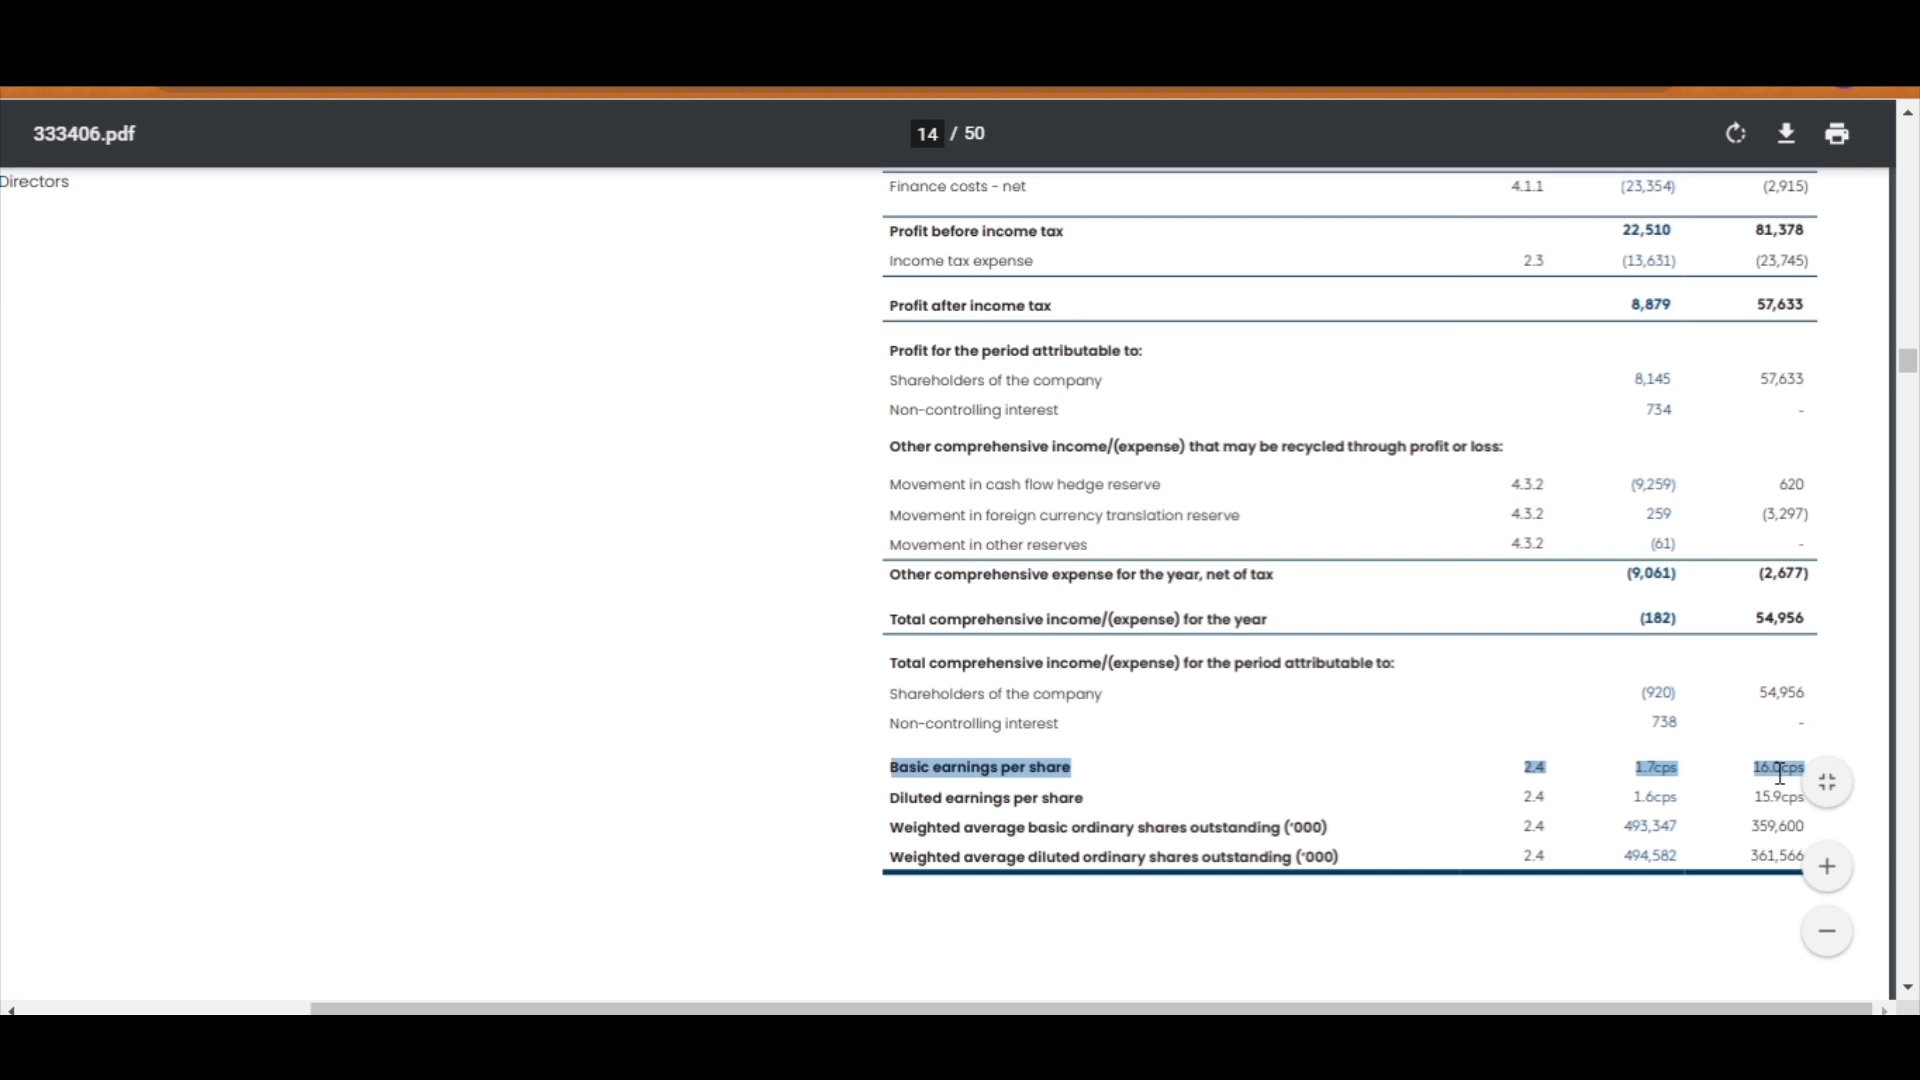 333406.pdf 14 / 50
Directors
Finance costs - net 4.1.1 (23,354) (2,915)
Profit before income tax 22,510 81,378
Income tax expense 2.3 (13,631) (23,745)
Profit after income tax 8,879 57,633
Profit for the period attributable to:
Shareholders of the company 8,145 57,633
Non-controlling interest 734 -
Other comprehensive income/(expense) that may be recycled through profit or loss:
Movement in cash flow hedge reserve 4.3.2 (9,259) 620
Movement in foreign currency translation reserve 4.3.2 259 (3,297)
Movement in other reserves 4.3.2 (61) -
Other comprehensive expense for the year, net of tax (9,061) (2,677)
Total comprehensive income/(expense) for the year (182) 54,956
Total comprehensive income/(expense) for the period attributable to:
Shareholders of the company (920) 54,956
Non-controlling interest 738 -
Basic earnings per share 2.4 1.7cps 16.0cps
Diluted earnings per share 2.4 1.6cps 15.9cps
Weighted average basic ordinary shares outstanding ('000) 2.4 493,347 359,600
Weighted average diluted ordinary shares outstanding ('000) 2.4 494,582 361,566